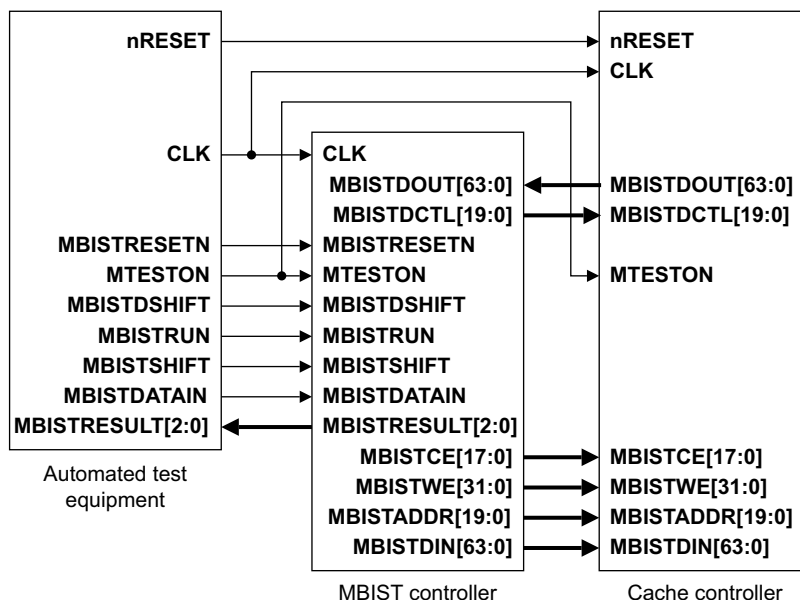 nRESET
CLK
MBISTRESETN
MTESTON
MBISTDSHIFT
MBISTRUN
MBISTSHIFT
MBISTDATAIN
MBISTRESULT[2:0]
Automated test
equipment
CLK
MBISTDOUT[63:0]
MBISTDCTL[19:0]
MBISTRESETN
MTESTON
MBISTDSHIFT
MBISTRUN
MBISTSHIFT
MBISTDATAIN
MBISTRESULT[2:0]
MBISTCE[17:0]
MBISTWE[31:0]
MBISTADDR[19:0]
MBISTDIN[63:0]
MBIST controller
nRESET
CLK
MBISTDOUT[63:0]
MBISTDCTL[19:0]
MTESTON
MBISTCE[17:0]
MBISTWE[31:0]
MBISTADDR[19:0]
MBISTDIN[63:0]
Cache controller